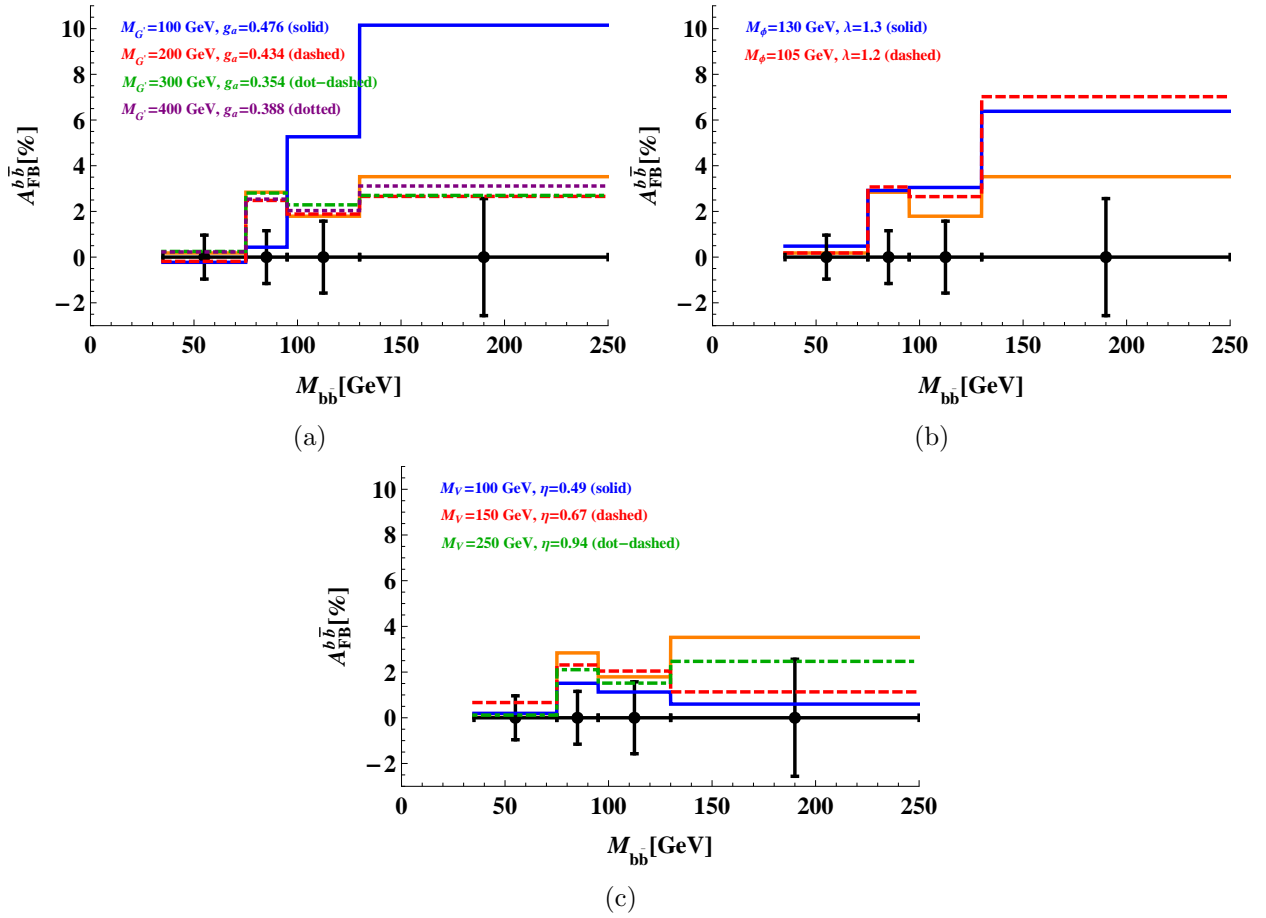 M_G'=100 GeV, g_a=0.476 (solid)
M_G'=200 GeV, g_a=0.434 (dashed)
M_G'=300 GeV, g_a=0.354 (dot-dashed)
M_G'=400 GeV, g_a=0.388 (dotted)
A_FB^{b b̄}[%]
10
8
6
4
2
0
−2
0 50 100 150 200 250
M_{bb̄}[GeV]
(a)
M_ϕ=130 GeV, λ=1.3 (solid)
M_ϕ=105 GeV, λ=1.2 (dashed)
A_FB^{b b̄}[%]
10
8
6
4
2
0
−2
0 50 100 150 200 250
M_{bb̄}[GeV]
(b)
M_V=100 GeV, η=0.49 (solid)
M_V=150 GeV, η=0.67 (dashed)
M_V=250 GeV, η=0.94 (dot-dashed)
A_FB^{b b̄}[%]
10
8
6
4
2
0
−2
0 50 100 150 200 250
M_{bb̄}[GeV]
(c)